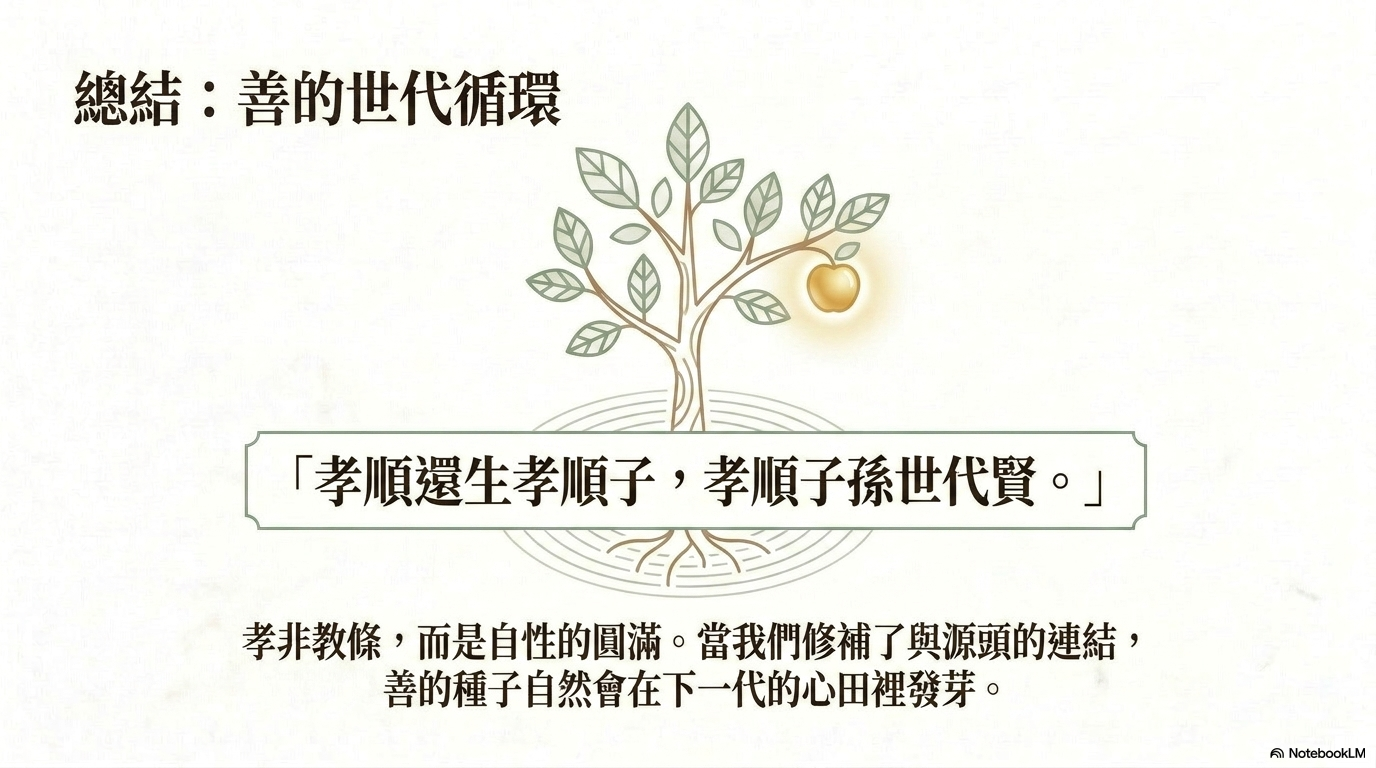 總結：善的世代循環
「孝順還生孝順子，孝順子孫世代賢。」
孝非教條，而是自性的圓滿。當我們修補了與源頭的連結，
善的種子自然會在下一代的心田裡發芽。
NotebookLM